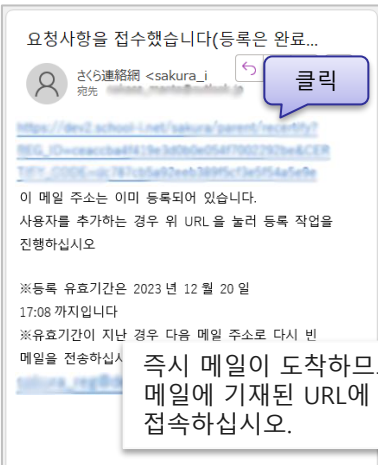 요청사항을 접수했습니다(등록은 완료...
さくら連絡網 <sakura_i
클릭
宛先
이 메일 주소는 이미 등록되어 있습니다.
사용자를 추가하는 경우 위 URL 을 눌러 등록 작업을
진행하십시오
※등록 유효기간은 2023 년 12 월 20 일
17:08 까지입니다
※유효기간이 지난 경우 다음 메일 주소로 다시 빈
메일을 전송하십시
즉시 메일이 도착하므로
메일에 기재된 URL에
접속하십시오.